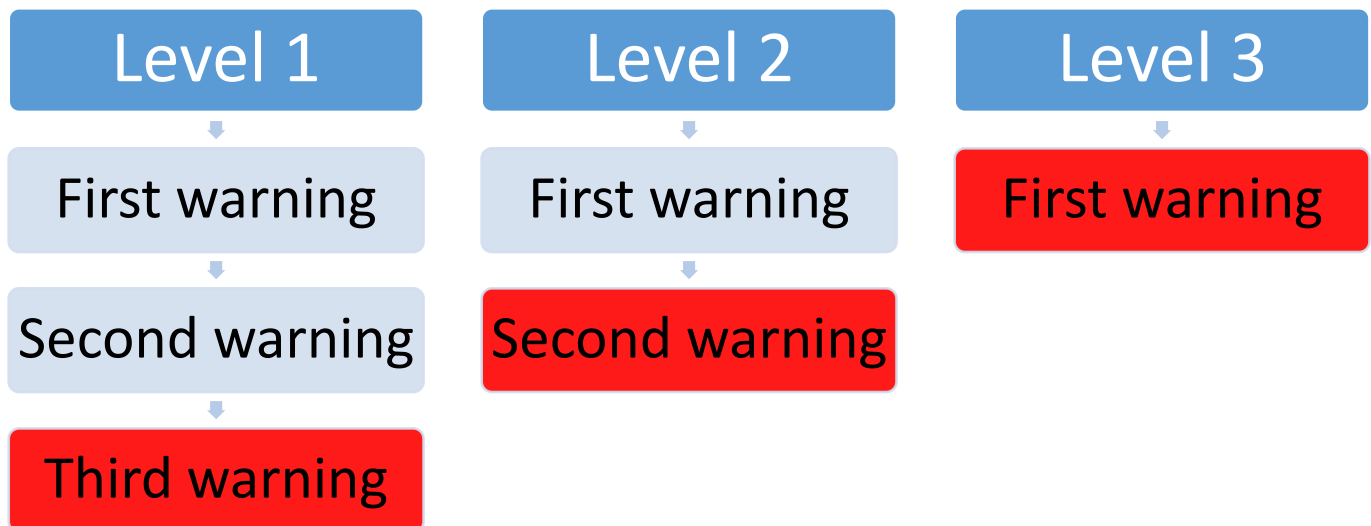 Level 1
First warning
Second warning
Third warning
Level 2
First warning
Second warning
Level 3
First warning